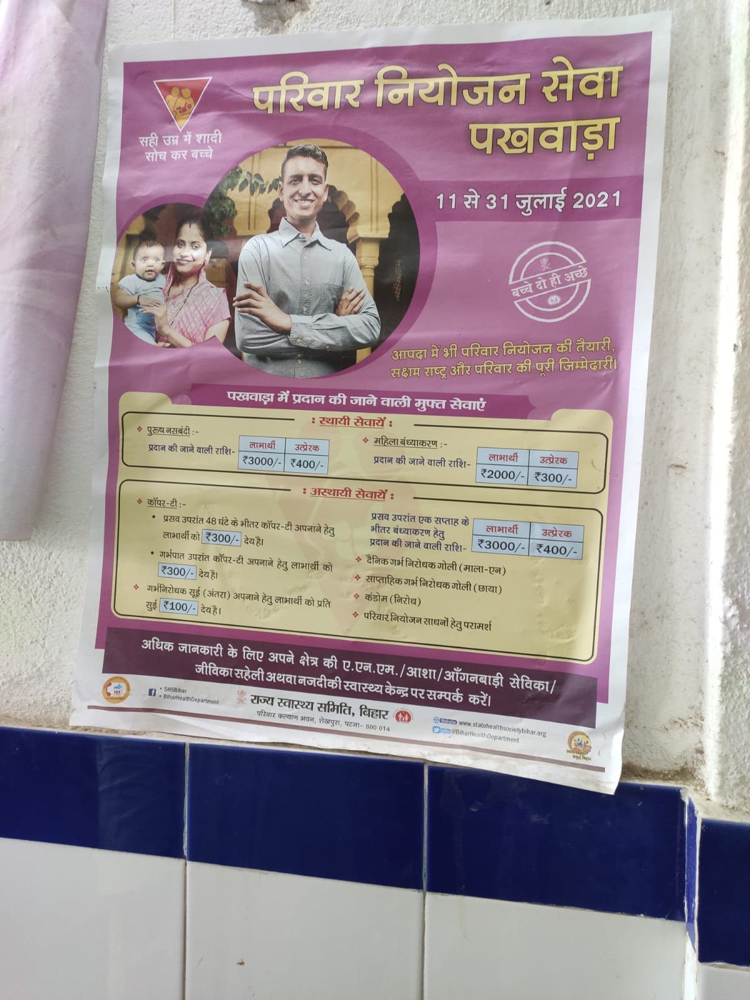 परिवार नियोजन सेवा
पखवाड़ा
सही उम्र में शादी
सोच कर बच्चे
11 से 31 जुलाई 2021
बच्चे दो ही अच्छे
आपदा में भी परिवार नियोजन की तैयारी,
सक्षम राष्ट्र और परिवार की पूरी जिम्मेदारी।
पखवाड़ा में प्रदान की जाने वाली मुफ्त सेवाएं
: स्थायी सेवायें :
❖ पुरूष नसबंदी :-
प्रदान की जाने वाली राशि-
लाभार्थी उत्प्रेरक
₹3000/- ₹400/-
❖ महिला बंध्याकरण :-
प्रदान की जाने वाली राशि-
लाभार्थी उत्प्रेरक
₹2000/- ₹300/-
: अस्थायी सेवायें :
❖ कॉपर-टी :-
• प्रसव उपरांत 48 घंटे के भीतर कॉपर-टी अपनाने हेतु
लाभार्थी को ₹300/- देय है।
• गर्भपात उपरांत कॉपर-टी अपनाने हेतु लाभार्थी को
₹300/- देय है।
❖ गर्भनिरोधक सूई (अंतरा) अपनाने हेतु लाभार्थी को प्रति
सुई ₹100/- देय है।
प्रसव उपरांत एक सप्ताह के
भीतर बंध्याकरण हेतु
प्रदान की जाने वाली राशि-
लाभार्थी उत्प्रेरक
₹3000/- ₹400/-
❖ दैनिक गर्भ निरोधक गोली (माला-एन)
❖ साप्ताहिक गर्भ निरोधक गोली (छाया)
❖ कंडोम (निरोध)
❖ परिवार नियोजन साधनों हेतु परामर्श
अधिक जानकारी के लिए अपने क्षेत्र की ए.एन.एम./आशा/आँगनबाड़ी सेविका/
जीविका सहेली अथवा नजदीकी स्वास्थ्य केन्द्र पर सम्पर्क करें।
104
• SHSBihar
• BiharHealthDepartment
राज्य स्वास्थ्य समिति, बिहार
परिवार कल्याण भवन, शेखपुरा, पटना- 800 014
Website www.statehealthsocietybihar.org
@BiharHealthDepartment